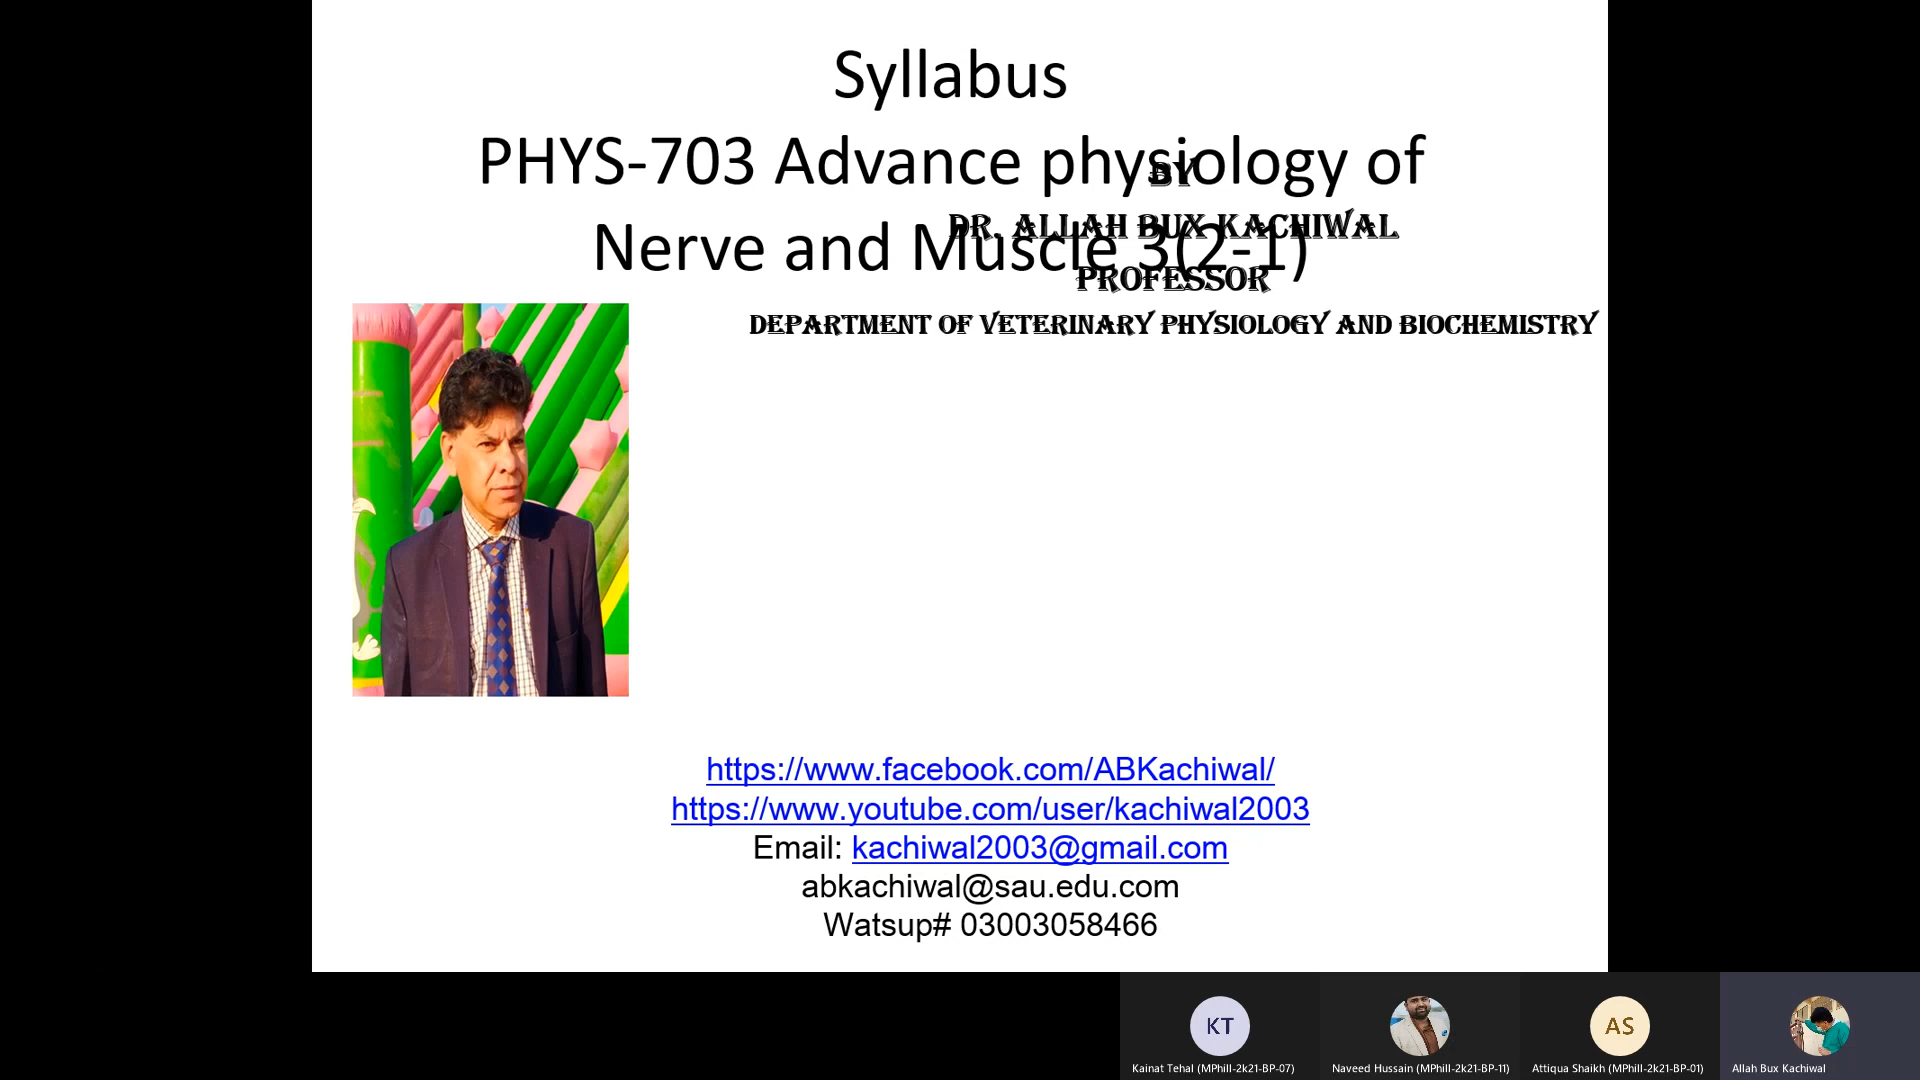 Syllabus
PHYS-703 Advance physiology of
Nerve and Muscle 3(2-1)
BY
DR. ALLAH BUX KACHIWAL
PROFESSOR
DEPARTMENT OF VETERINARY PHYSIOLOGY AND BIOCHEMISTRY
https://www.facebook.com/ABKachiwal/
https://www.youtube.com/user/kachiwal2003
Email: kachiwal2003@gmail.com
abkachiwal@sau.edu.com
Watsup# 03003058466
KT
AS
Kainat Tehal (MPhill-2k21-BP-07)
Naveed Hussain (MPhill-2k21-BP-11)
Attiqua Shaikh (MPhill-2k21-BP-01)
Allah Bux Kachiwal